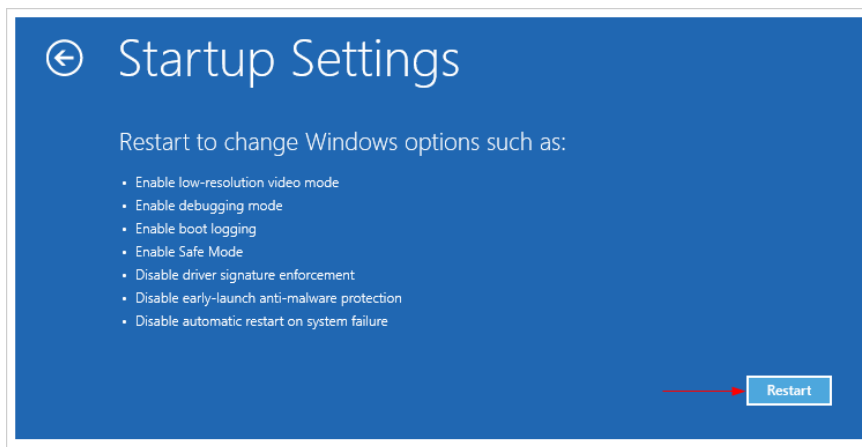 Startup Settings
Restart to change Windows options such as:
▪ Enable low-resolution video mode
▪ Enable debugging mode
▪ Enable boot logging
▪ Enable Safe Mode
▪ Disable driver signature enforcement
▪ Disable early-launch anti-malware protection
▪ Disable automatic restart on system failure
Restart